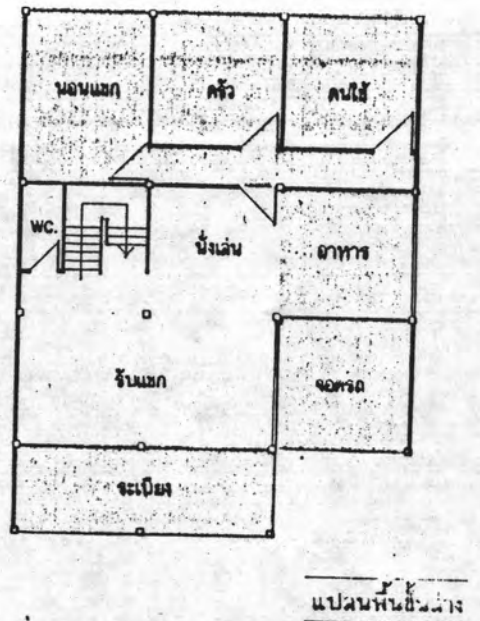 นอนแขก ครัว คนใช้
WC. นั่งเล่น อาหาร
รับแขก จอดรถ
ระเบียง
แปลนพื้นชั้นล่าง